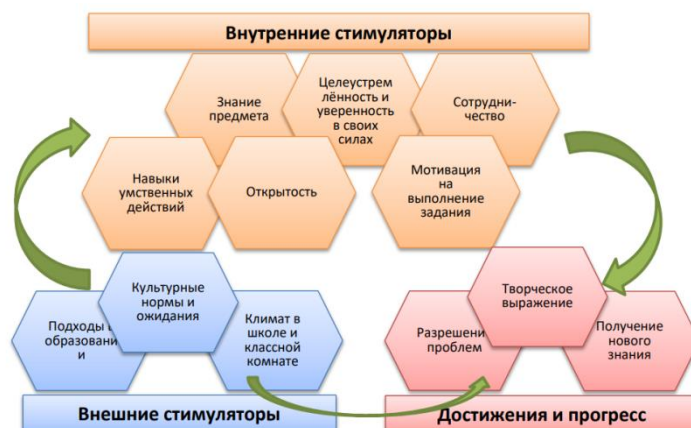 Внутренние стимуляторы
Знание
предмета
Целеустрем
лённость и
уверенность
в своих
силах
Сотрудни-
чество
Навыки
умственных
действий
Открытость
Мотивация
на
выполнение
задания
Культурные
нормы и
ожидания
Подходы
образовани
и
Климат в
школе и
классной
комнате
Творческое
выражение
Разрешени
проблем
Получение
нового
знания
Внешние стимуляторы
Достижения и прогресс